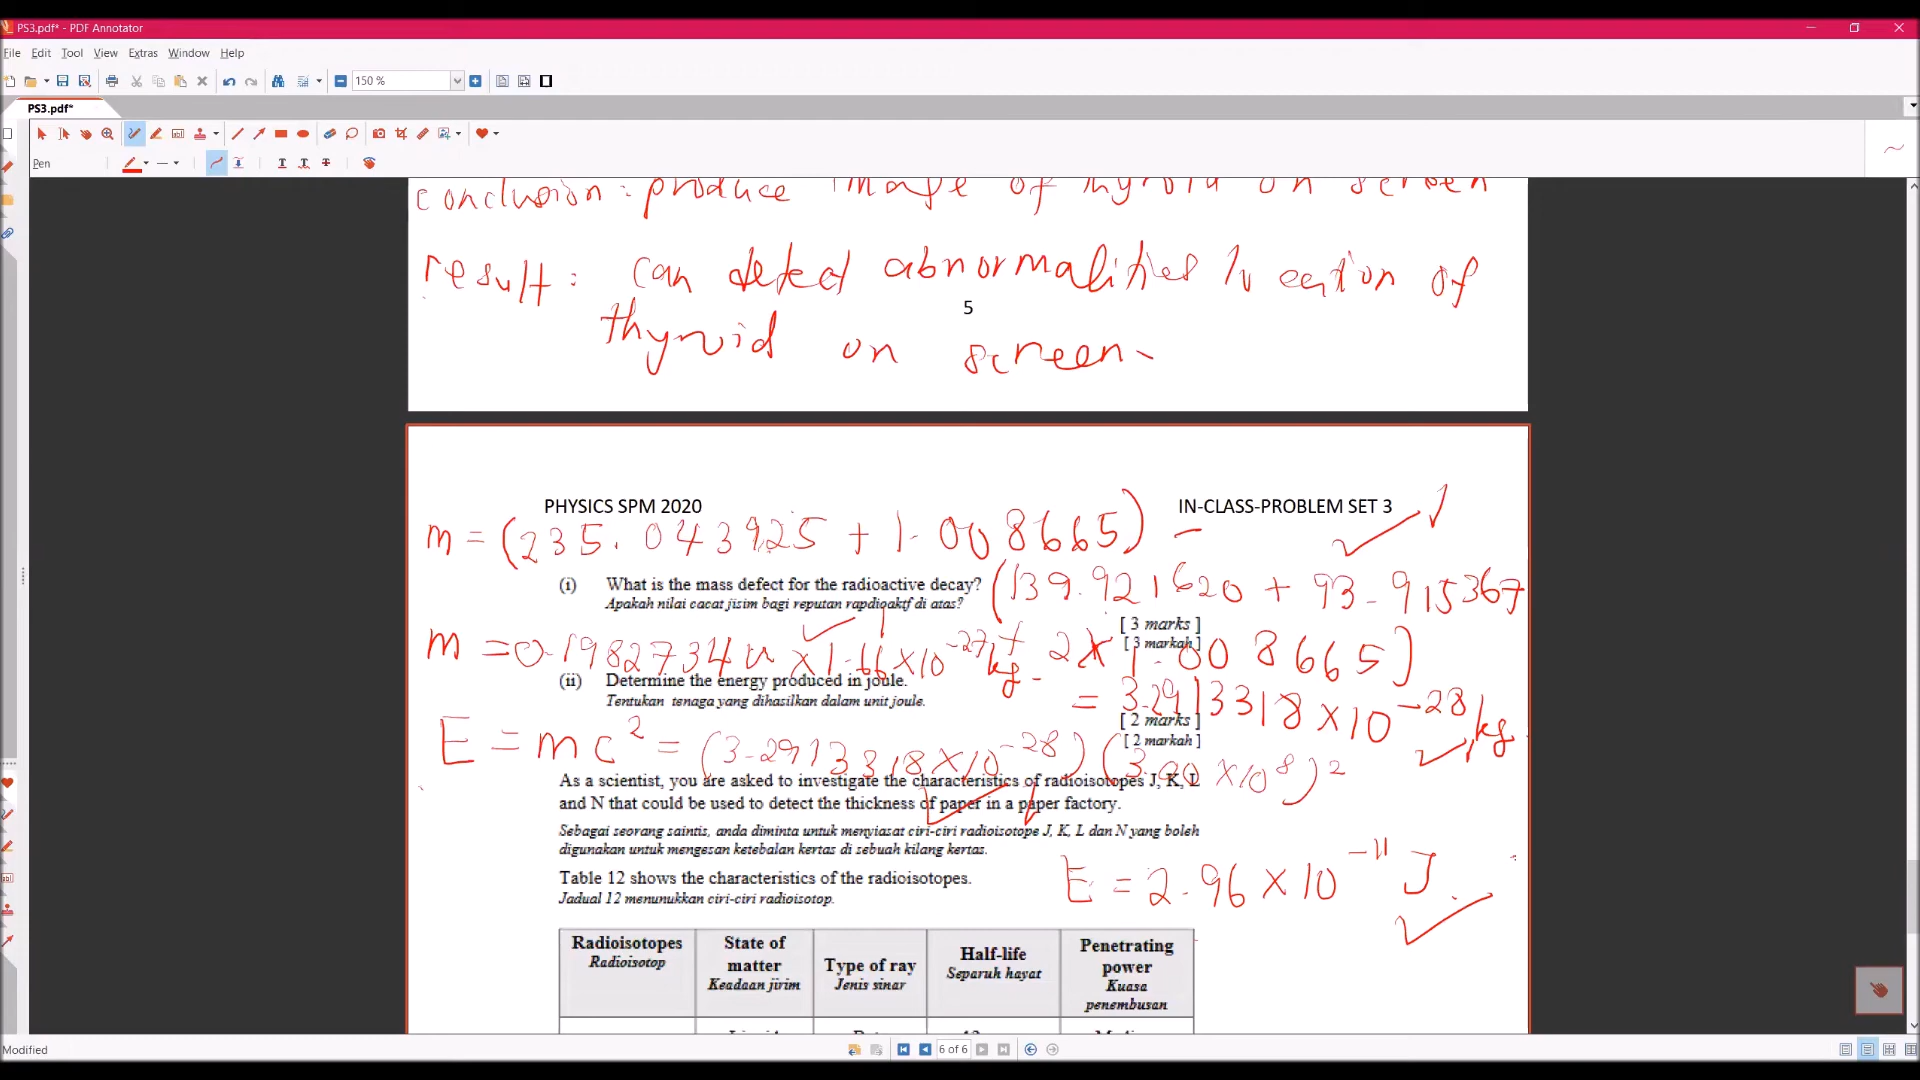 PS3.pdf* - PDF Annotator
File Edit Tool View Extras Window Help
150 %
PS3.pdf*
Pen
conclusion: produce image of thyroid on screen
result: can detect abnormalities location of
5
thyroid on screen
PHYSICS SPM 2020 IN-CLASS-PROBLEM SET 3
m = (235.043925 + 1.008665) -
(i) What is the mass defect for the radioactive decay?
Apakah nilai cacat jisim bagi reputan rapdioaktf di atas?
(139.921620 + 93.915367
[ 3 marks ]
[ 3 markah]
+ 2 x 1.008665)
m = 0.1982734 u x 1.66 x 10^-27 kg.
= 3.2913318 x 10^-28 kg
(ii) Determine the energy produced in joule.
Tentukan tenaga yang dihasilkan dalam unit joule.
[ 2 marks ]
[ 2 markah]
E = mc² = (3.2913318 x 10^-28) (3.00 x 10^8)²
As a scientist, you are asked to investigate the characteristics of radioisotopes J, K, L
and N that could be used to detect the thickness of paper in a paper factory.
Sebagai seorang saintis, anda diminta untuk menyiasat ciri-ciri radioisotope J, K, L dan N yang boleh
digunakan untuk mengesan ketebalan kertas di sebuah kilang kertas.
E = 2.96 x 10^-11 J.
Table 12 shows the characteristics of the radioisotopes.
Jadual 12 menunukkan ciri-ciri radioisotop.
Radioisotopes
Radioisotop
State of
matter
Keadaan jirim
Type of ray
Jenis sinar
Half-life
Separuh hayat
Penetrating
power
Kuasa
penembusan
Modified
6 of 6